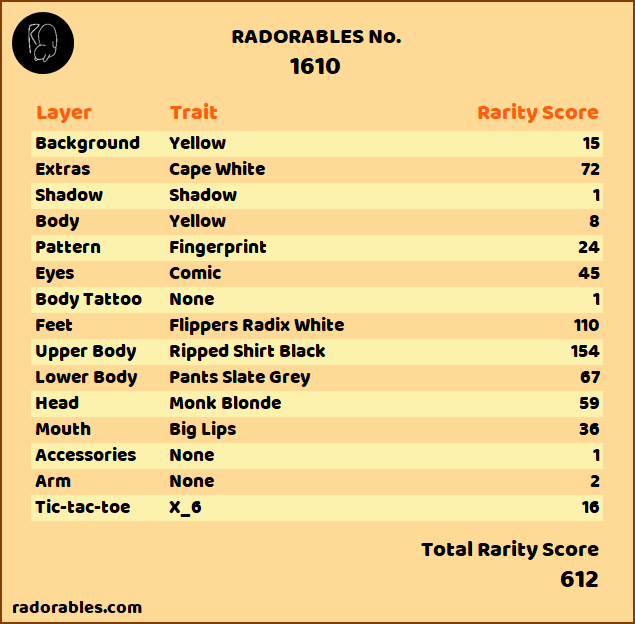 RADORABLES No.
1610
Layer Trait Rarity Score
Background Yellow 15
Extras Cape White 72
Shadow Shadow 1
Body Yellow 8
Pattern Fingerprint 24
Eyes Comic 45
Body Tattoo None 1
Feet Flippers Radix White 110
Upper Body Ripped Shirt Black 154
Lower Body Pants Slate Grey 67
Head Monk Blonde 59
Mouth Big Lips 36
Accessories None 1
Arm None 2
Tic-tac-toe X_6 16
Total Rarity Score
612
radorables.com